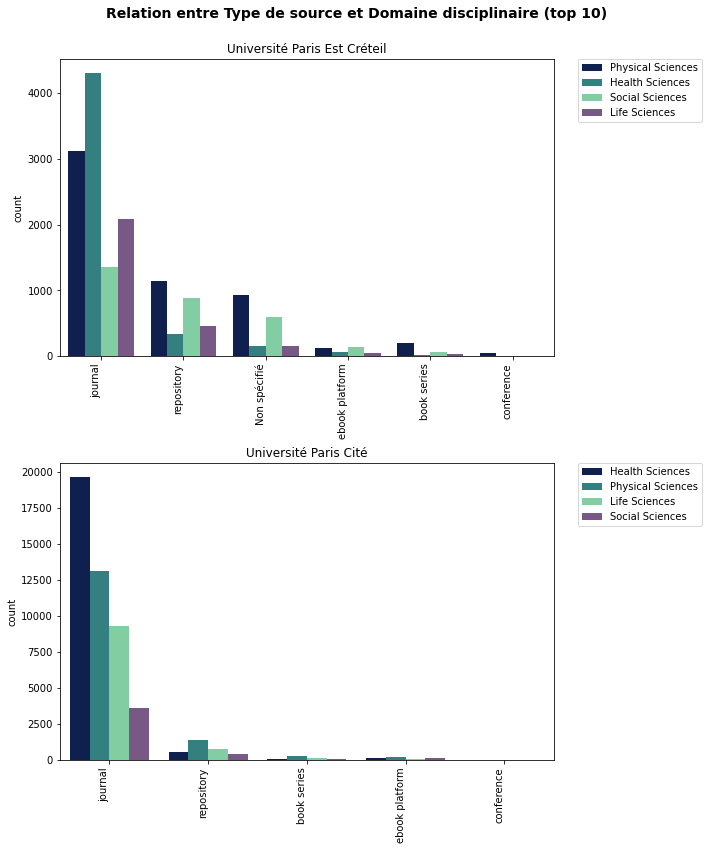 Relation entre Type de source et Domaine disciplinaire (top 10)
Université Paris Est Créteil
Physical Sciences
Health Sciences
Social Sciences
Life Sciences
4000
3000
2000
1000
0
count
journal
repository
Non spécifié
ebook platform
book series
conference
Université Paris Cité
Health Sciences
Physical Sciences
Life Sciences
Social Sciences
20000
17500
15000
12500
10000
7500
5000
2500
0
count
journal
repository
book series
ebook platform
conference